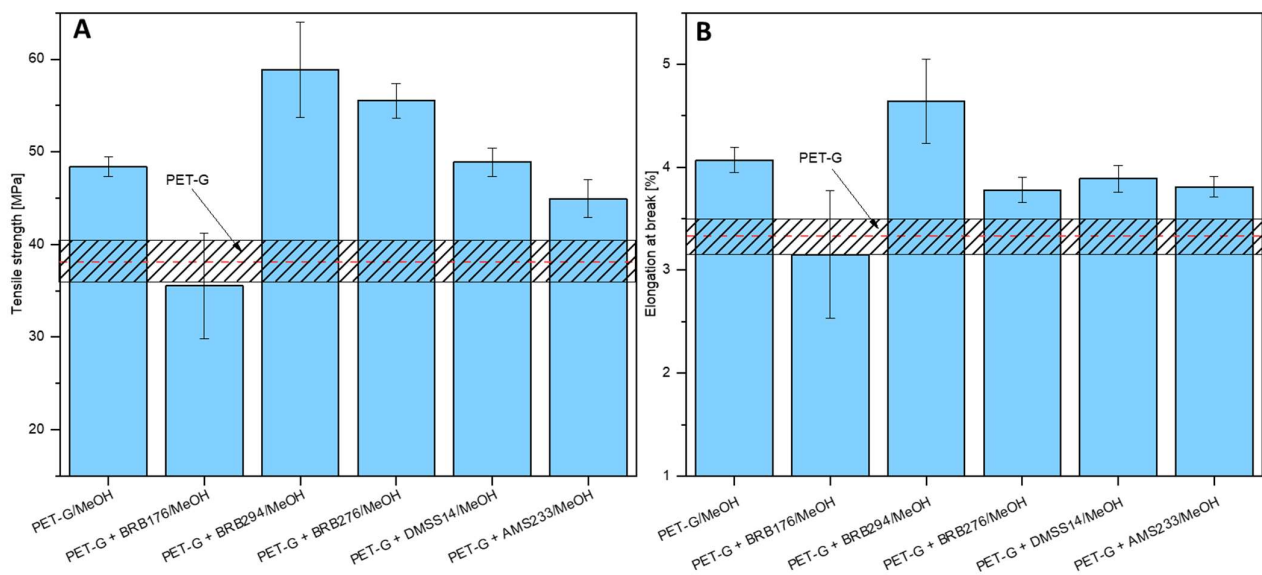 A
Tensile strength [MPa]
60
50
40
30
20
PET-G
PET-G/MeOH
PET-G + BRB176/MeOH
PET-G + BRB294/MeOH
PET-G + BRB276/MeOH
PET-G + DMSS14/MeOH
PET-G + AMS233/MeOH
B
Elongation at break [%]
5
4
3
2
1
PET-G
PET-G/MeOH
PET-G + BRB176/MeOH
PET-G + BRB294/MeOH
PET-G + BRB276/MeOH
PET-G + DMSS14/MeOH
PET-G + AMS233/MeOH